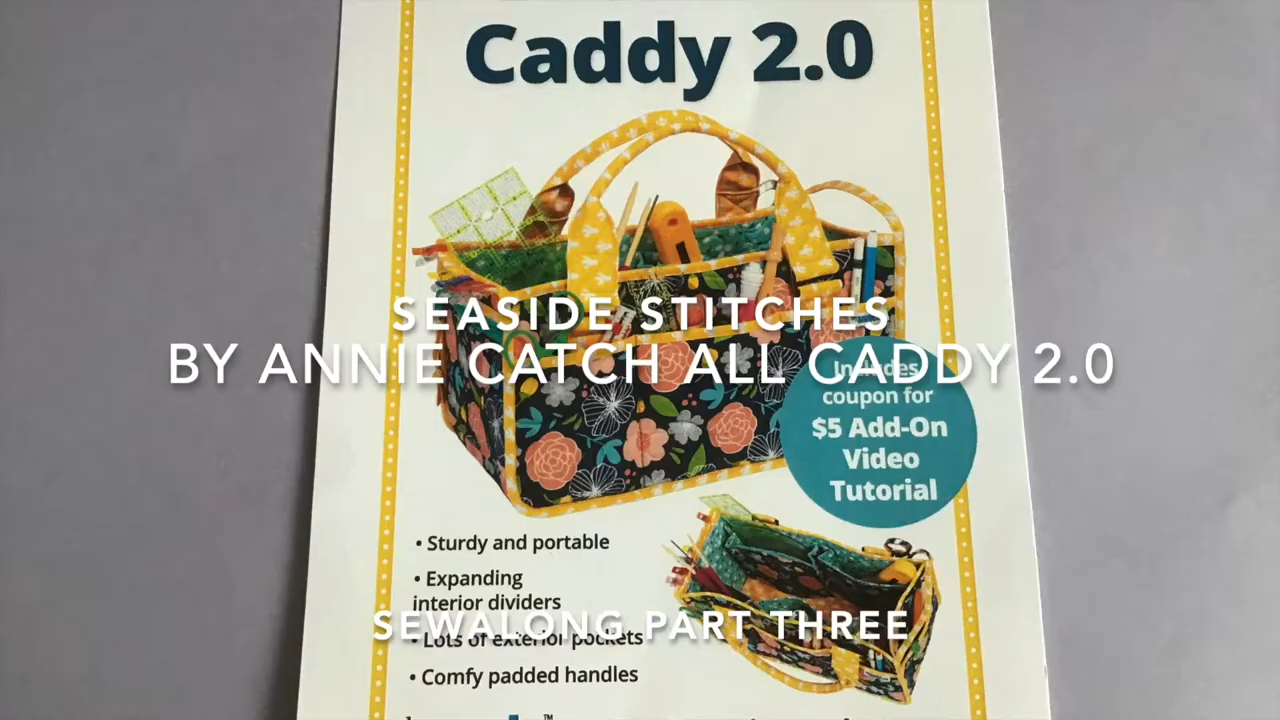 Caddy 2.0
SEASIDE STITCHES
BY ANNIE CATCH ALL CADDY 2.0
Includes
coupon for
$5 Add-On
Video
Tutorial
• Sturdy and portable
• Expanding
interior dividers
SEWALONG PART THREE
• Lots of exterior pockets
• Comfy padded handles